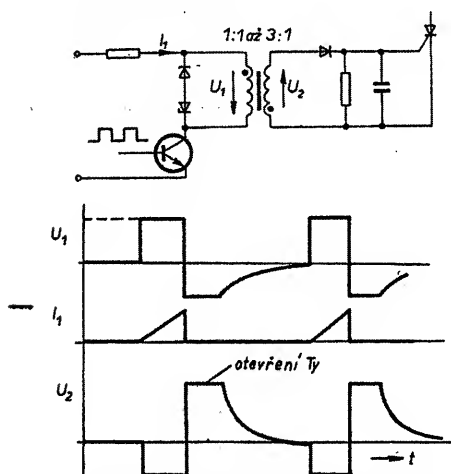 I₁
1:1 až 3:1
U₁
U₂
U₁
I₁
U₂
otevření Ty
t